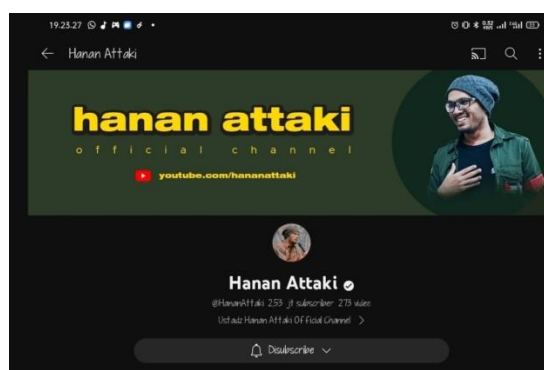 19.23.27
Hanan Attaki
hanan attaki
official channel
youtube.com/hananattaki
Hanan Attaki
@HananAttaki 2,53 jt subscriber 273 video
Ustadz Hanan Attaki Official Channel >
Disubscribe